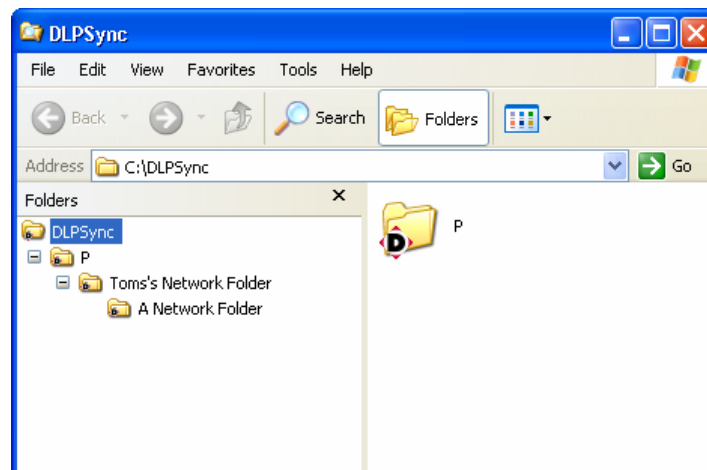 DLPSync
File Edit View Favorites Tools Help
Back Search Folders
Address C:\DLPSync Go
Folders
DLPSync
P
Toms's Network Folder
A Network Folder
D P